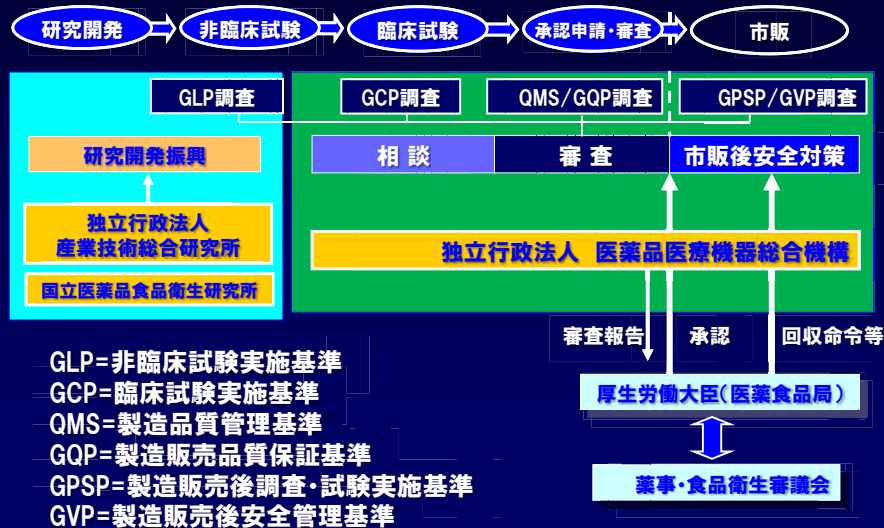 研究開発
非臨床試験
臨床試験
承認申請・審査
市販
GLP調査
GCP調査
QMS/GQP調査
GPSP/GVP調査
研究開発振興
相 談
審 査
市販後安全対策
独立行政法人
産業技術総合研究所
独立行政法人 医薬品医療機器総合機構
国立医薬品食品衛生研究所
審査報告
承認
回収命令等
GLP=非臨床試験実施基準
GCP=臨床試験実施基準
QMS=製造品質管理基準
GQP=製造販売品質保証基準
GPSP=製造販売後調査・試験実施基準
GVP=製造販売後安全管理基準
厚生労働大臣(医薬食品局)
薬事・食品衛生審議会